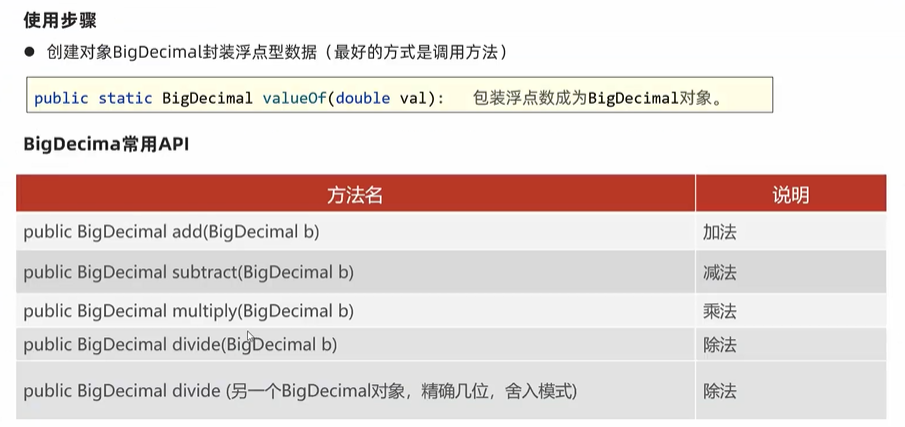 使用步骤
● 创建对象BigDecimal封装浮点型数据（最好的方式是调用方法）
public static BigDecimal valueOf(double val): 包装浮点数成为BigDecimal对象。
BigDecima常用API
方法名 说明
public BigDecimal add(BigDecimal b) 加法
public BigDecimal subtract(BigDecimal b) 减法
public BigDecimal multiply(BigDecimal b) 乘法
public BigDecimal divide(BigDecimal b) 除法
public BigDecimal divide (另一个BigDecimal对象，精确几位，舍入模式) 除法